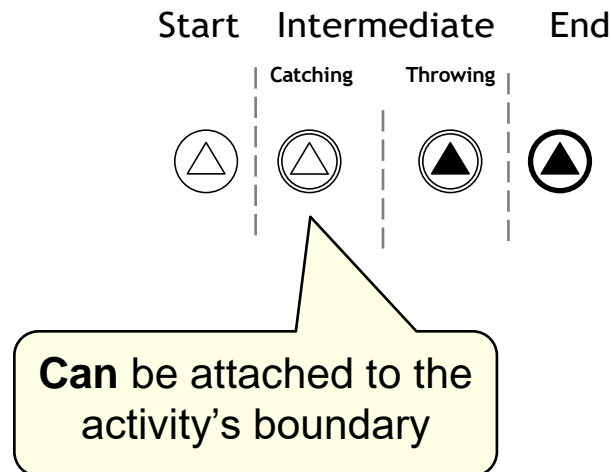 Start Intermediate End
Catching Throwing
Can be attached to the
activity’s boundary